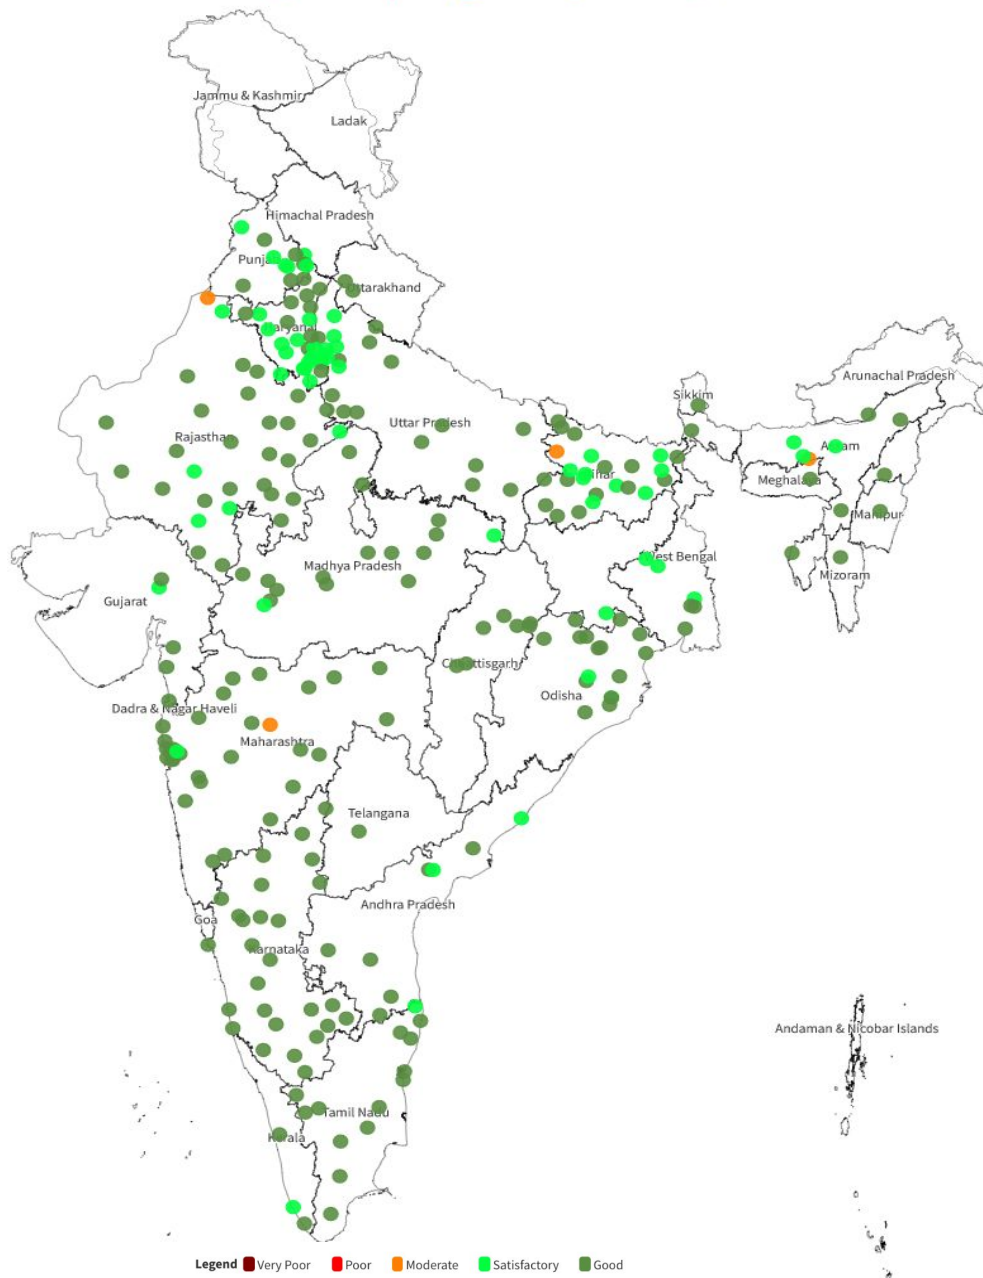 Jammu & Kashmir
Ladak
Himachal Pradesh
Punjab
Uttarakhand
Haryana
Arunachal Pradesh
Sikkim
Uttar Pradesh
Rajasthan
Assam
Bihar
Meghalaya
Manipur
West Bengal
Madhya Pradesh
Mizoram
Gujarat
Chhattisgarh
Odisha
Dadra & Nagar Haveli
Maharashtra
Telangana
Andhra Pradesh
Goa
Karnataka
Andaman & Nicobar Islands
Tamil Nadu
Kerala
Legend Very Poor Poor Moderate Satisfactory Good